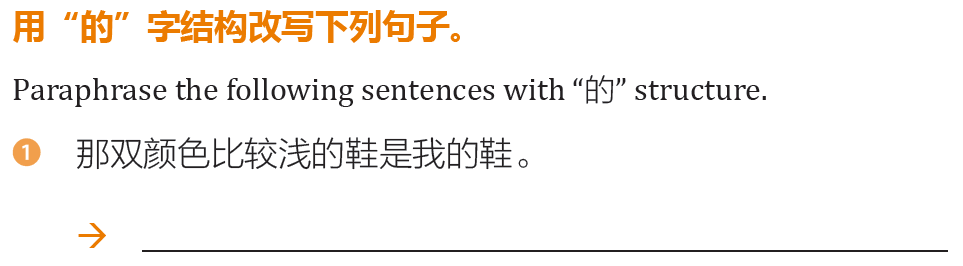 用“的”字结构改写下列句子。
Paraphrase the following sentences with “的” structure.
1 那双颜色比较浅的鞋是我的鞋。
→